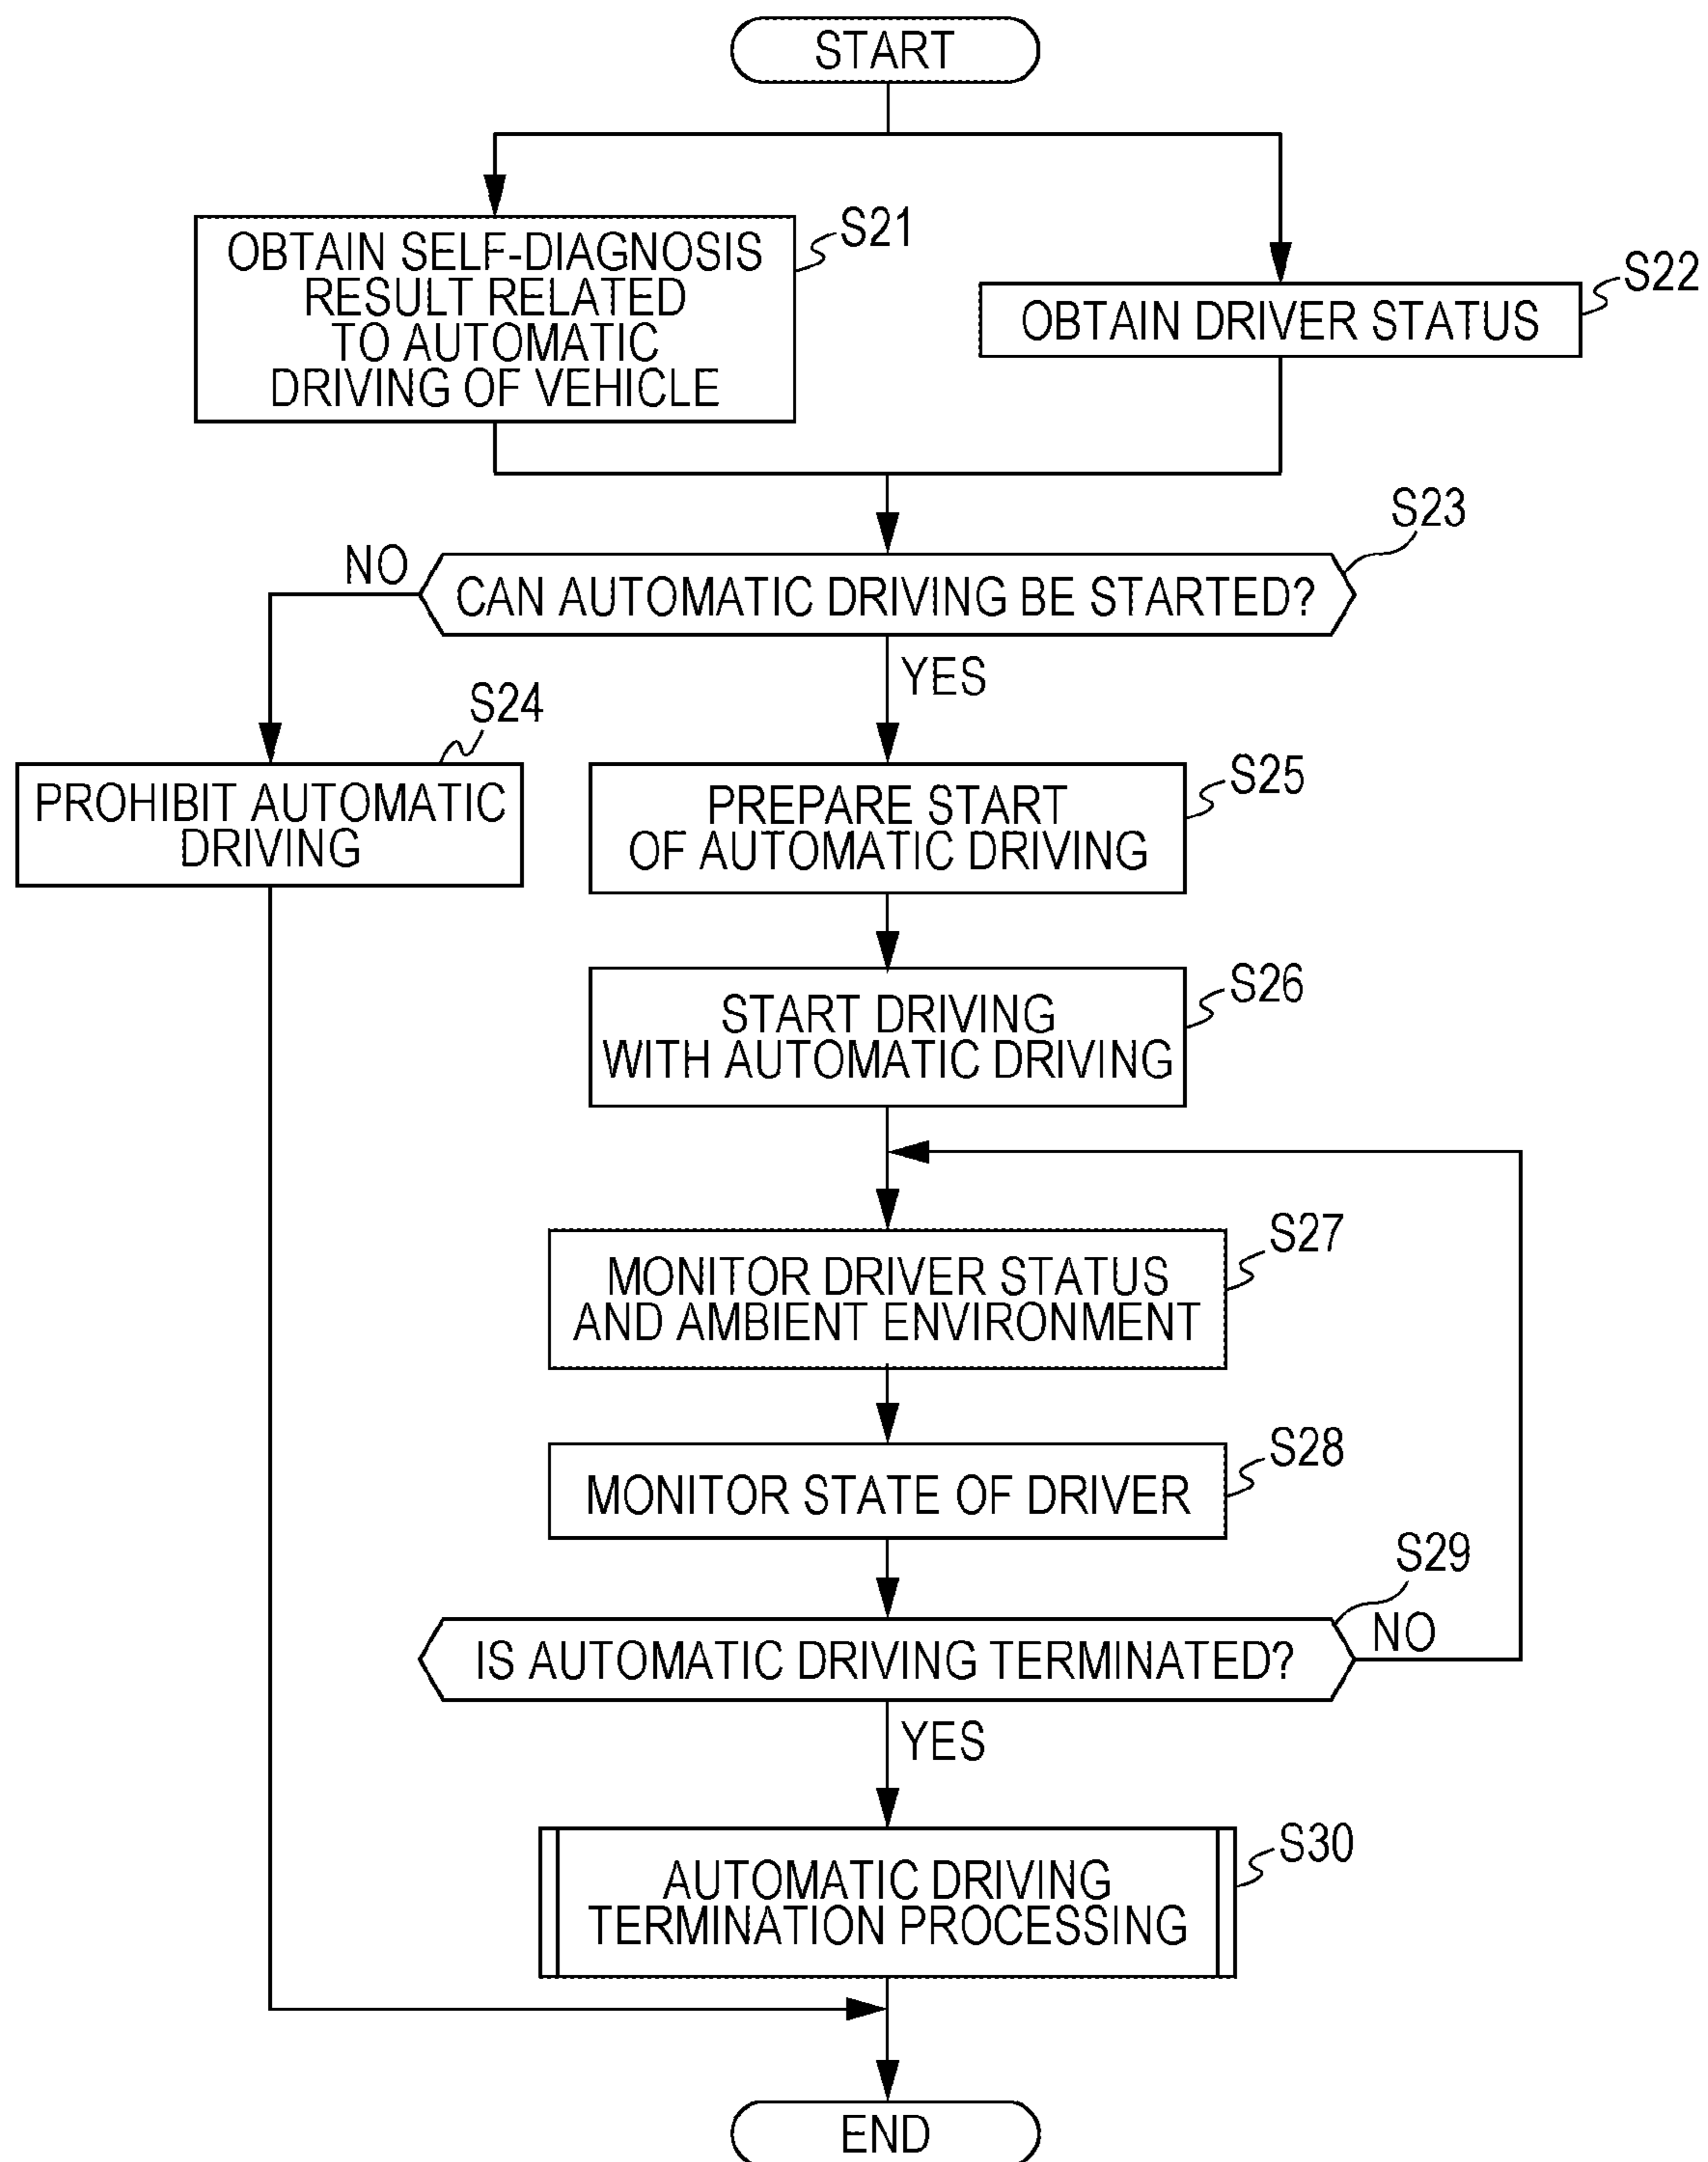 START
OBTAIN SELF-DIAGNOSIS
RESULT RELATED
TO AUTOMATIC
DRIVING OF VEHICLE
S21
OBTAIN DRIVER STATUS
S22
S23
NO
CAN AUTOMATIC DRIVING BE STARTED?
YES
S24
PROHIBIT AUTOMATIC
DRIVING
PREPARE START
OF AUTOMATIC DRIVING
S25
START DRIVING
WITH AUTOMATIC DRIVING
S26
MONITOR DRIVER STATUS
AND AMBIENT ENVIRONMENT
S27
MONITOR STATE OF DRIVER
S28
S29
IS AUTOMATIC DRIVING TERMINATED?
NO
YES
AUTOMATIC DRIVING
TERMINATION PROCESSING
S30
END